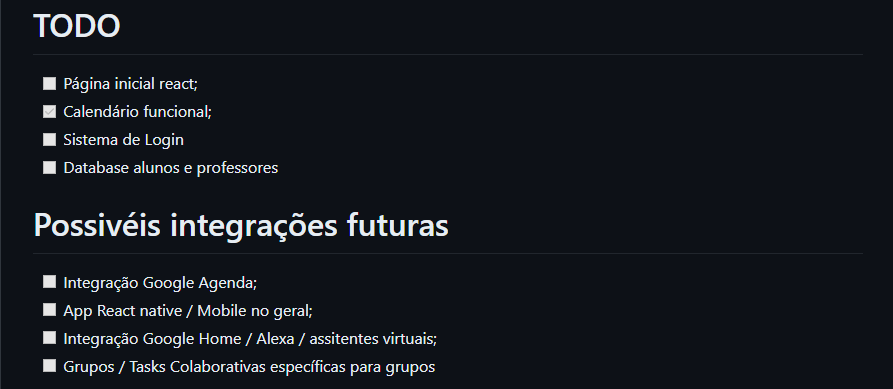 TODO
Página inicial react;
Calendário funcional;
Sistema de Login
Database alunos e professores
Possivéis integrações futuras
Integração Google Agenda;
App React native / Mobile no geral;
Integração Google Home / Alexa / assitentes virtuais;
Grupos / Tasks Colaborativas específicas para grupos